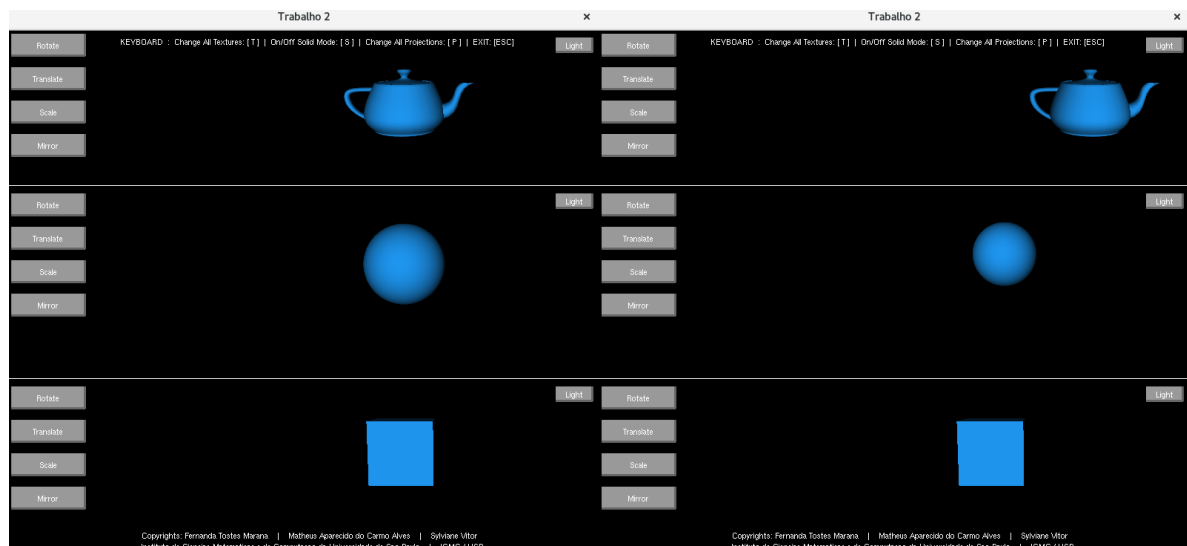 Trabalho 2 ×
Rotate
KEYBOARD : Change All Textures: [ T ] | On/Off Solid Mode: [ S ] | Change All Projections: [ P ] | EXIT: [ESC]
Light
Translate
Scale
Mirror
Rotate
Light
Translate
Scale
Mirror
Rotate
Light
Translate
Scale
Mirror
Copyrights: Fernanda Tostes Marana | Matheus Aparecido do Carmo Alves | Sylviane Vitor
Trabalho 2 ×
Rotate
KEYBOARD : Change All Textures: [ T ] | On/Off Solid Mode: [ S ] | Change All Projections: [ P ] | EXIT: [ESC]
Light
Translate
Scale
Mirror
Rotate
Light
Translate
Scale
Mirror
Rotate
Light
Translate
Scale
Mirror
Copyrights: Fernanda Tostes Marana | Matheus Aparecido do Carmo Alves | Sylviane Vitor